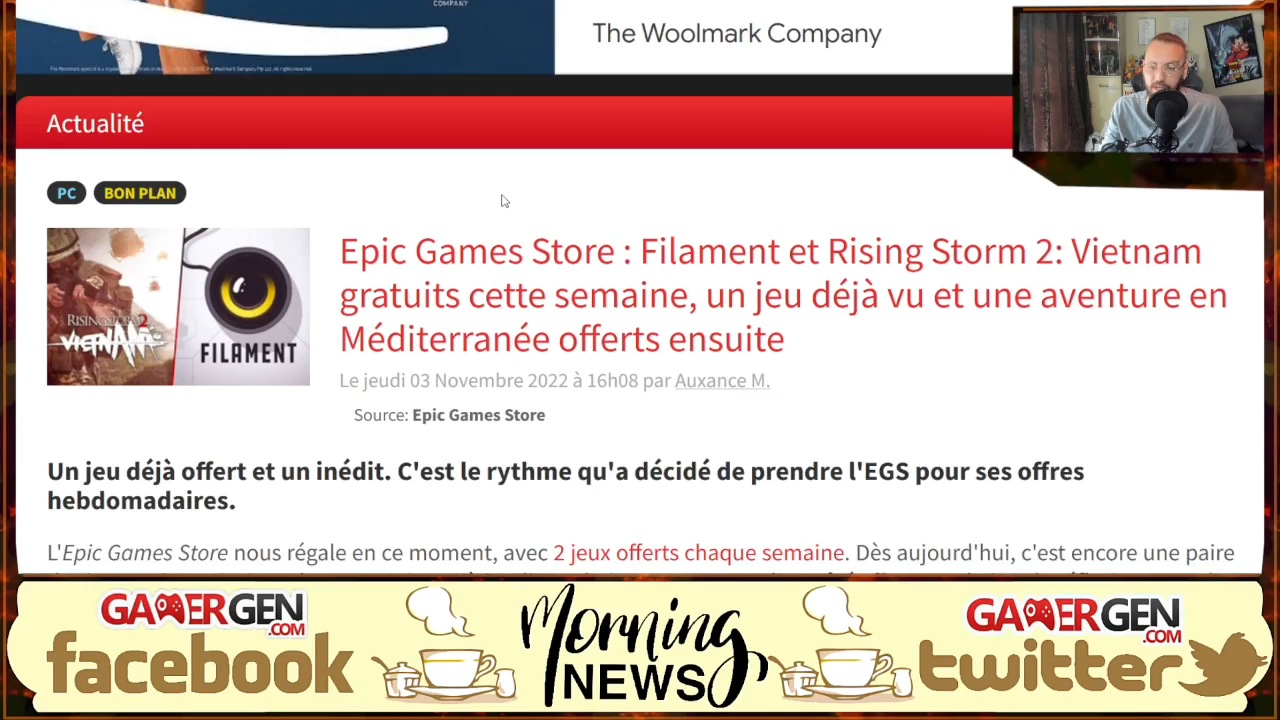 COMPANY
The Woolmark Company
Actualité
PC BON PLAN
RISING STORM 2
VIETNAM
FILAMENT
Epic Games Store : Filament et Rising Storm 2: Vietnam
gratuits cette semaine, un jeu déjà vu et une aventure en
Méditerranée offerts ensuite
Le jeudi 03 Novembre 2022 à 16h08 par Auxance M.
Source: Epic Games Store
Un jeu déjà offert et un inédit. C'est le rythme qu'a décidé de prendre l'EGS pour ses offres
hebdomadaires.
L'Epic Games Store nous régale en ce moment, avec 2 jeux offerts chaque semaine. Dès aujourd'hui, c'est encore une paire
GAMERGEN
.COM
facebook
Morning
NEWS
GAMERGEN
.COM
twitter